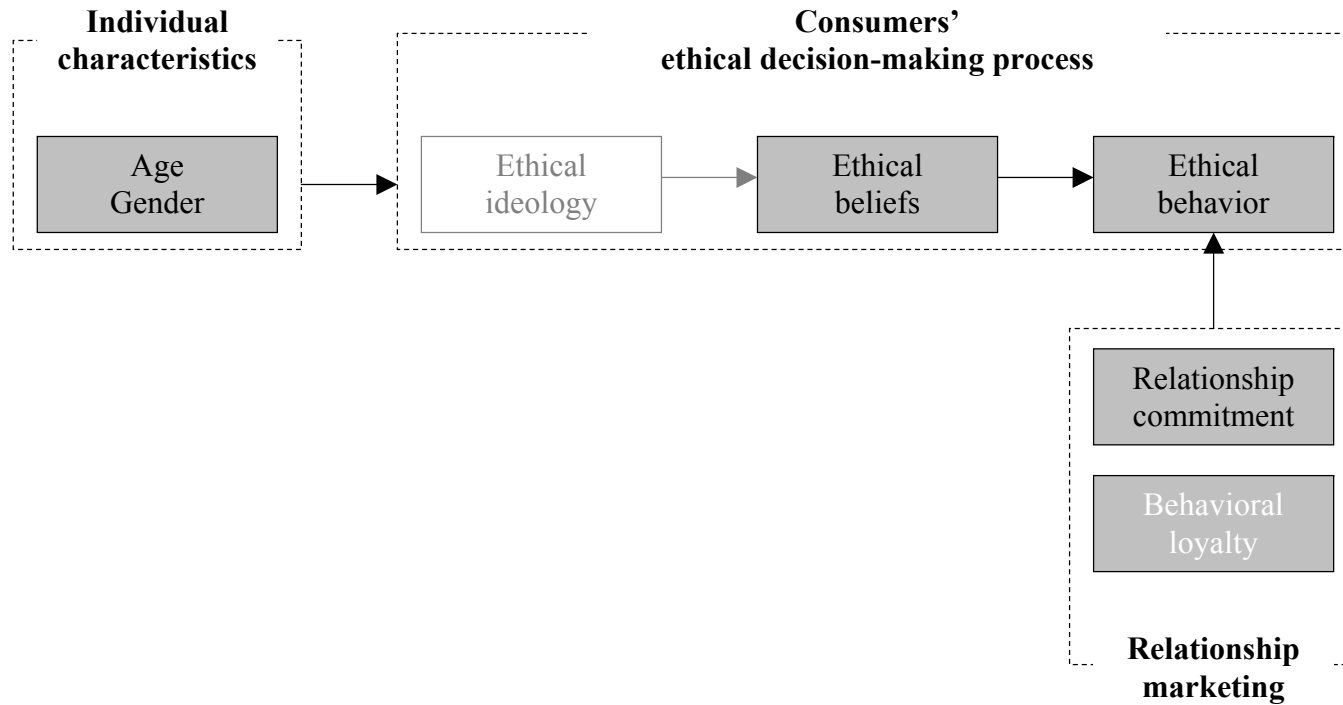 Individual
characteristics
Age
Gender
Consumers’
ethical decision-making process
Ethical
ideology
Ethical
beliefs
Ethical
behavior
Relationship
commitment
Behavioral
loyalty
Relationship
marketing